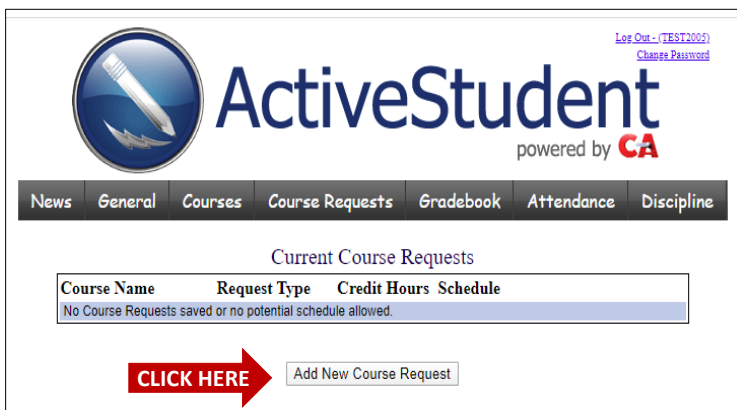 Log Out - (TEST2005)
Change Password
ActiveStudent
powered by CA
News General Courses Course Requests Gradebook Attendance Discipline
Current Course Requests
Course Name Request Type Credit Hours Schedule
No Course Requests saved or no potential schedule allowed.
CLICK HERE Add New Course Request